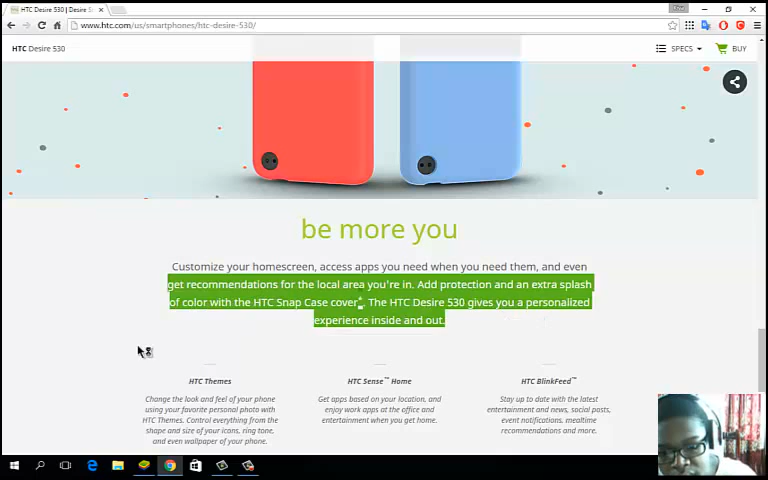 HTC Desire 530 | Desire S
www.htc.com/us/smartphones/htc-desire-530/
HTC Desire 530
SPECS
BUY
be more you
Customize your homescreen, access apps you need when you need them, and even
get recommendations for the local area you're in. Add protection and an extra splash
of color with the HTC Snap Case cover*. The HTC Desire 530 gives you a personalized
experience inside and out.
HTC Themes
Change the look and feel of your phone
using your favorite personal photo with
HTC Themes. Control everything from the
shape and size of your icons, ring tone,
and even wallpaper of your phone.
HTC Sense™ Home
Get apps based on your location, and
enjoy work apps at the office and
entertainment when you get home.
HTC BlinkFeed™
Stay up to date with the latest
entertainment and news, social posts,
event notifications, mealtime
recommendations and more.